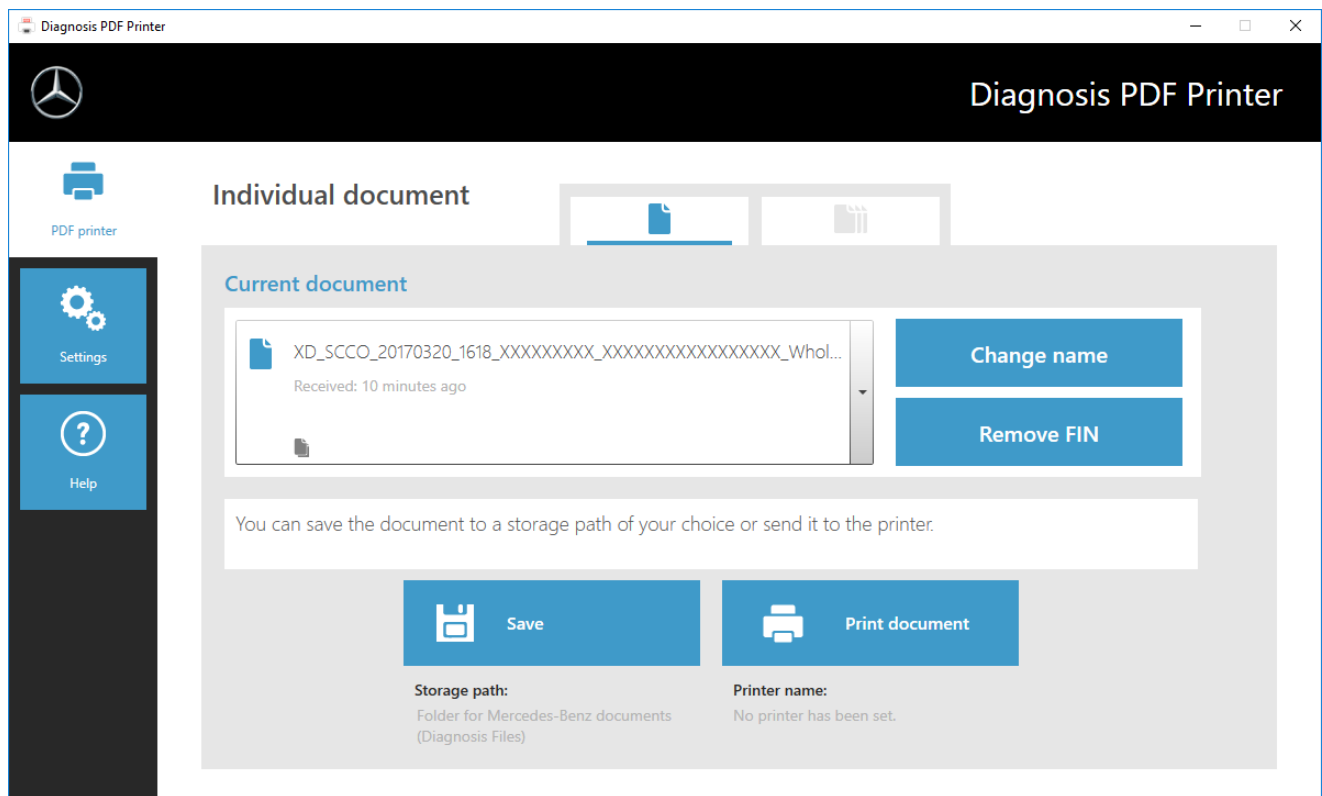 Diagnosis PDF Printer
Diagnosis PDF Printer
PDF printer
Settings
?
Help
Individual document
Current document
XD_SCCO_20170320_1618_XXXXXXXXX_XXXXXXXXXXXXXXXXX_Whol...
Received: 10 minutes ago
Change name
Remove FIN
You can save the document to a storage path of your choice or send it to the printer.
Save
Print document
Storage path:
Folder for Mercedes-Benz documents
(Diagnosis Files)
Printer name:
No printer has been set.